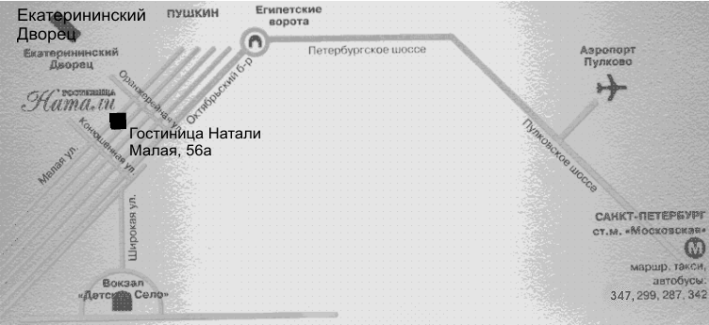 Екатерининский
Дворец
ПУШКИН
Египетские
ворота
Екатерининский
Дворец
Петербургское шоссе
Аэропорт
Пулково
Оранжерейная ул.
Октябрьский б-р
ГОСТИНИЦА
Натали
Гостиница Натали
Малая, 56а
Конюшенная ул.
Малая ул.
Пулковское шоссе
Широкая ул.
САНКТ-ПЕТЕРБУРГ
ст.м. «Московская»
М
маршр. такси,
автобусы:
347, 299, 287, 342
Вокзал
«Детское Село»